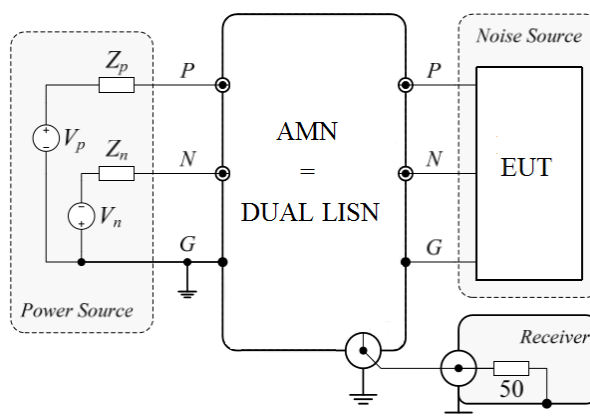 Noise Source
Z_p
P
P
V_p
AMN
=
DUAL LISN
Z_n
N
N
EUT
V_n
G
G
Power Source
Receiver
50